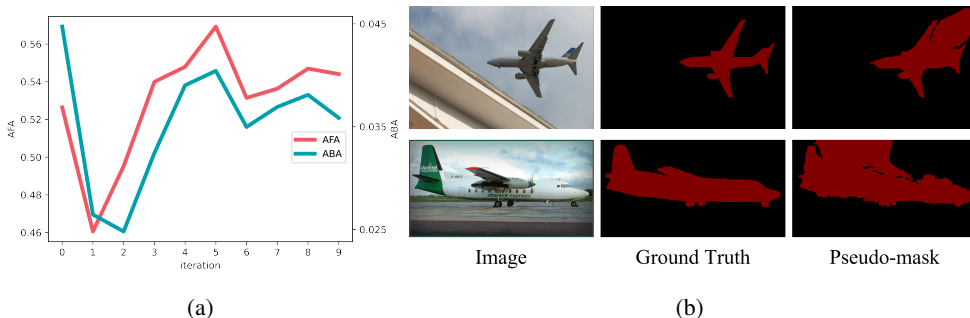 0.56
0.54
0.52
0.50
0.48
0.46
AFA
0 1 2 3 4 5 6 7 8 9
iteration
0.045
0.035
0.025
ABA
AFA
ABA
Image
Ground Truth
Pseudo-mask
(a)
(b)